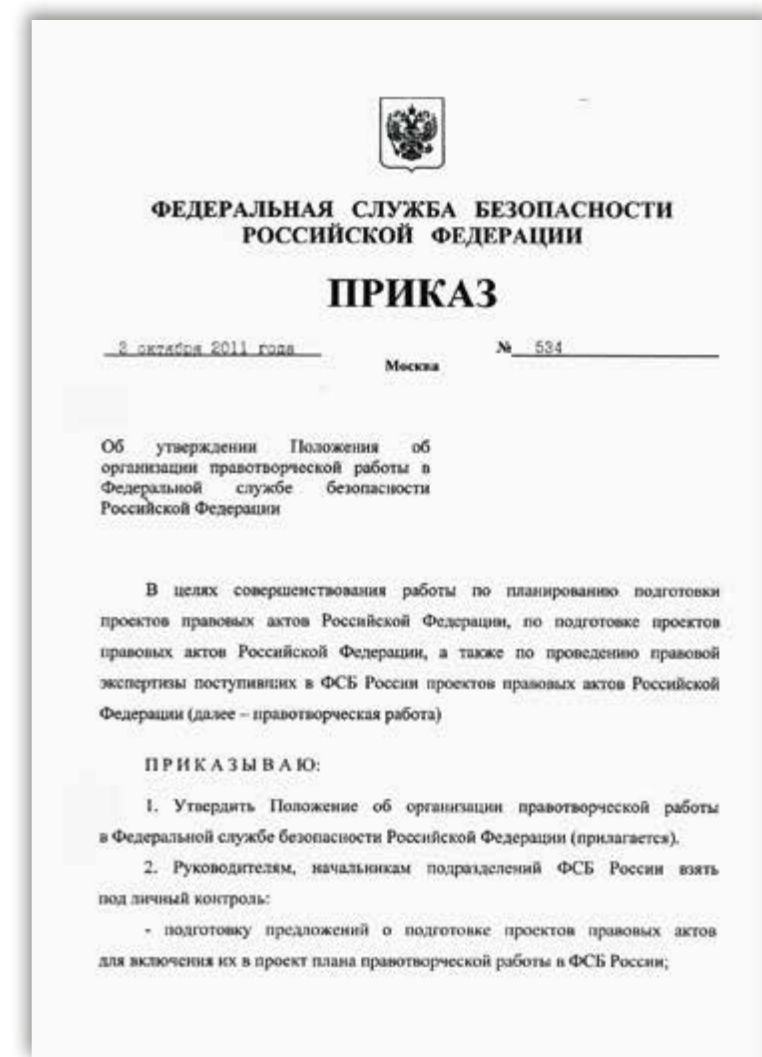 ФЕДЕРАЛЬНАЯ СЛУЖБА БЕЗОПАСНОСТИ
РОССИЙСКОЙ ФЕДЕРАЦИИ
ПРИКАЗ
октября 2011 года № 534
Москва
Об утверждении Положения об
организации правотворческой работы в
Федеральной службе безопасности
Российской Федерации
В целях совершенствования работы по планированию подготовки
проектов правовых актов Российской Федерации, по подготовке проектов
правовых актов Российской Федерации, а также по проведению правовой
экспертизы поступивших в ФСБ России проектов правовых актов Российской
Федерации (далее – правотворческая работа)
П Р И К А З Ы В А Ю:
1. Утвердить Положение об организации правотворческой работы
в Федеральной службе безопасности Российской Федерации (прилагается).
2. Руководителям, начальникам подразделений ФСБ России взять
под личный контроль:
- подготовку предложений о подготовке проектов правовых актов
для включения их в проект плана правотворческой работы в ФСБ России;